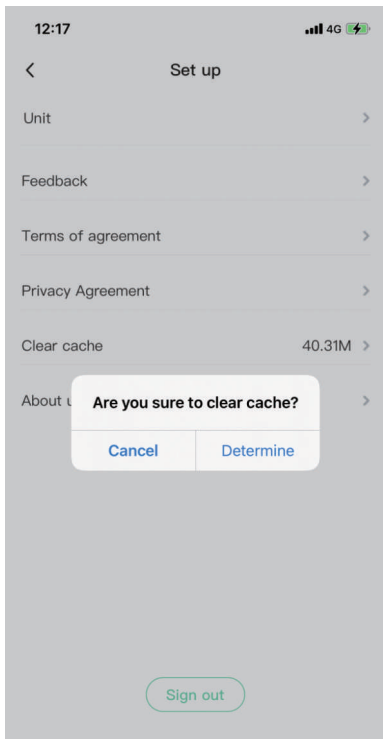 12:17 4G
Set up
Unit
Feedback
Terms of agreement
Privacy Agreement
Clear cache 40.31M
About u
Are you sure to clear cache?
Cancel Determine
Sign out